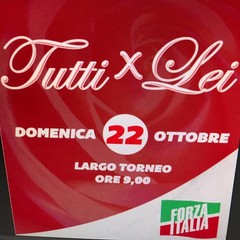 Tutti x Lei
DOMENICA 22 OTTOBRE
LARGO TORNEO
ORE 9,00
FORZA
ITALIA